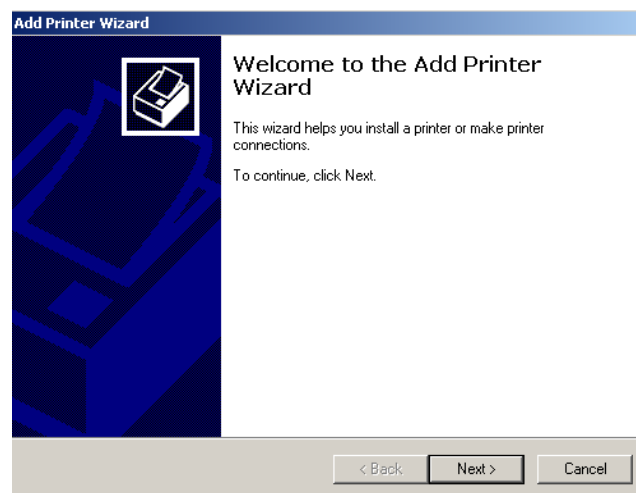 Add Printer Wizard
Welcome to the Add Printer
Wizard
This wizard helps you install a printer or make printer
connections.
To continue, click Next.
< Back
Next >
Cancel